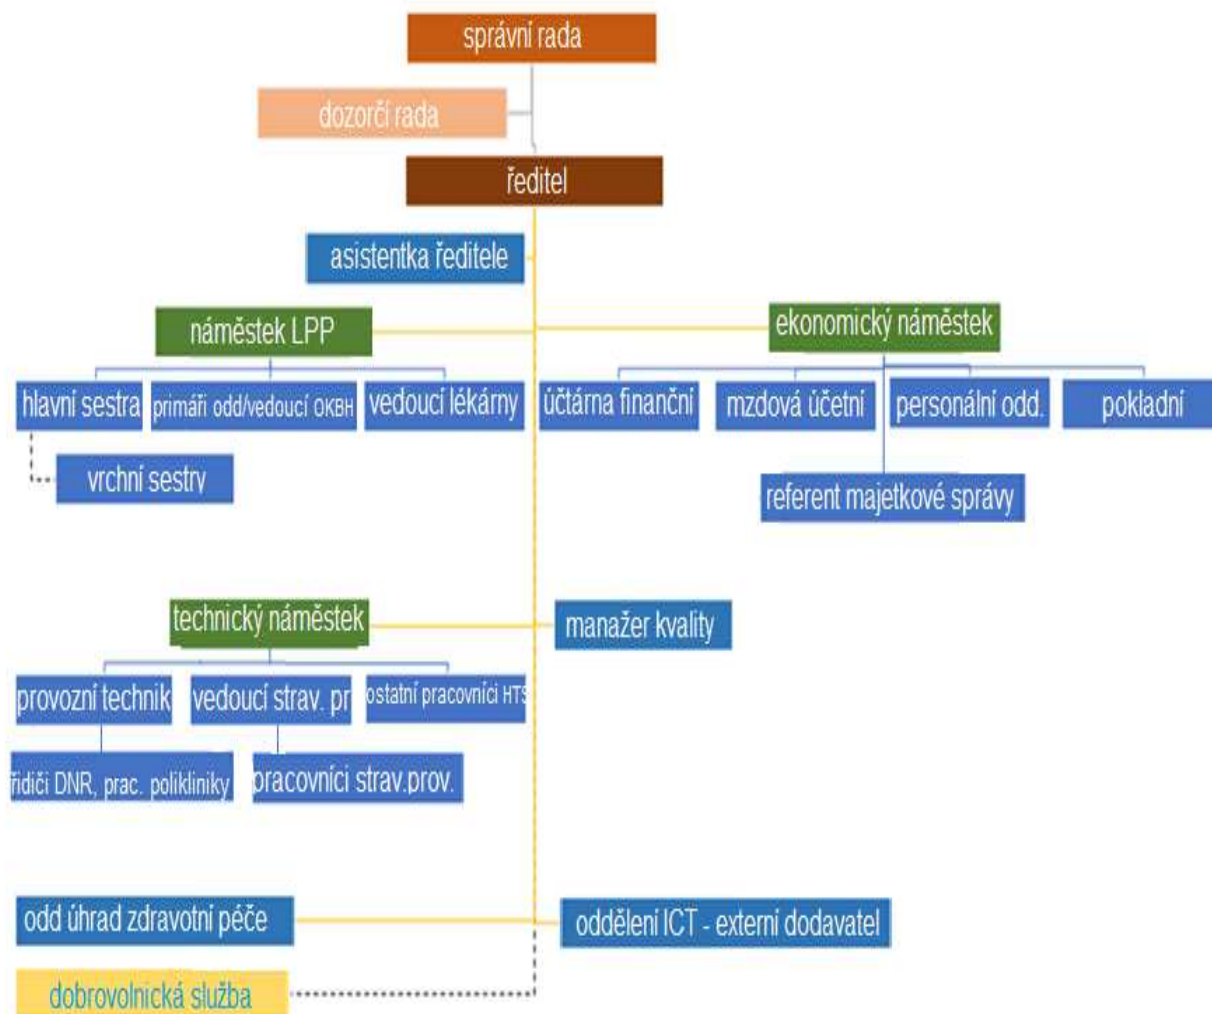 správní rada
dozorčí rada
ředitel
asistentka ředitele
náměstek LPP
ekonomický náměstek
hlavní sestra
primáři odd/vedoucí OKBH
vedoucí lékárny
účtárna finanční
mzdová účetní
personální odd.
pokladní
vrchní sestry
referent majetkové správy
technický náměstek
manažer kvality
provozní technik
vedoucí strav. pr
ostatní pracovníci HTS
řidiči DNR, prac. polikliniky
pracovníci strav.prov.
odd úhrad zdravotní péče
oddělení ICT - externí dodavatel
dobrovolnická služba